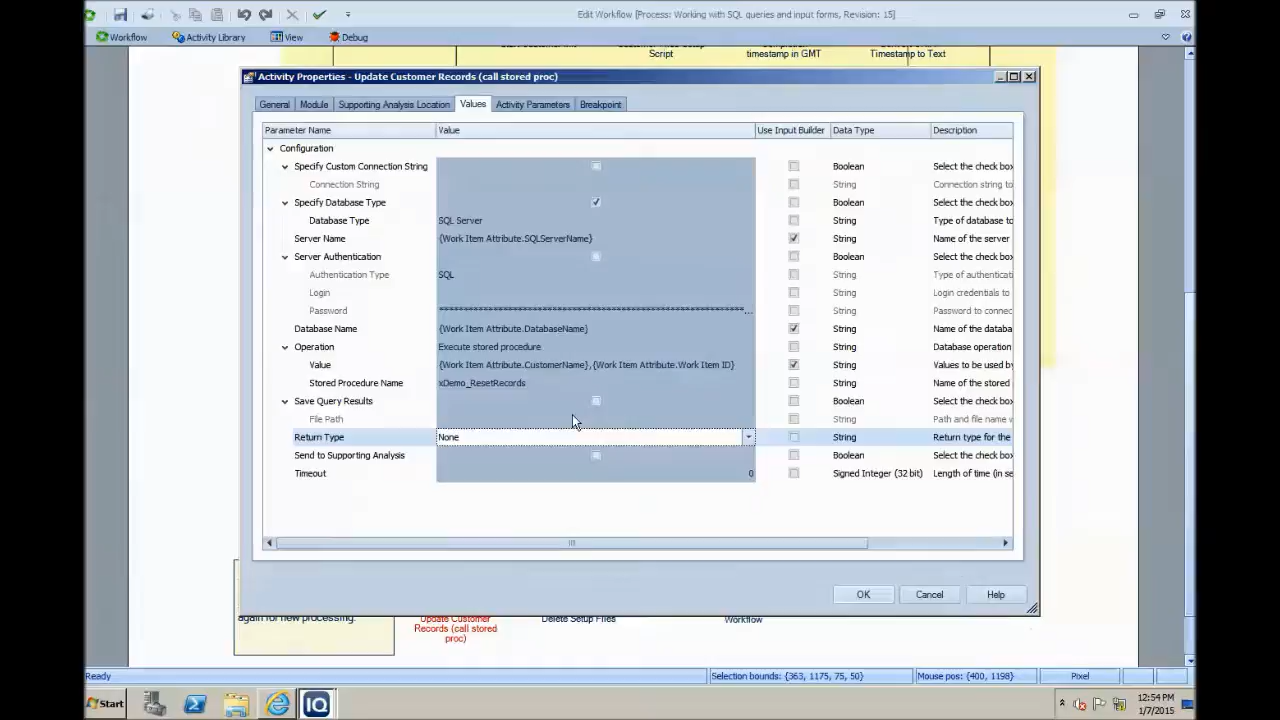 Edit Workflow [Process: Working with SQL queries and input forms, Revision: 15]
Workflow Activity Library View Debug
Script timestamp in GMT Timestamp to Text
Activity Properties - Update Customer Records (call stored proc)
General Module Supporting Analysis Location Values Activity Parameters Breakpoint
Parameter Name Value Use Input Builder Data Type Description
Configuration
Specify Custom Connection String Boolean Select the check box
Connection String String Connection string to
Specify Database Type Boolean Select the check box
Database Type SQL Server String Type of database to
Server Name {Work Item Attribute.SQLServerName} String Name of the server
Server Authentication Boolean Select the check box
Authentication Type SQL String Type of authenticati
Login String Login credentials to
Password String Password to connec
Database Name {Work Item Attribute.DatabaseName} String Name of the databa
Operation Execute stored procedure String Database operation
Value {Work Item Attribute.CustomerName},{Work Item Attribute.Work Item ID} String Values to be used by
Stored Procedure Name xDemo_ResetRecords String Name of the stored
Save Query Results Boolean Select the check box
File Path String Path and file name v
Return Type None String Return type for the
Send to Supporting Analysis Boolean Select the check box
Timeout 0 Signed Integer (32 bit) Length of time (in se
OK Cancel Help
again for new processing.
Update Customer Records (call stored proc)
Delete Setup Files
Workflow
Ready Selection bounds: {363, 1175, 75, 50} Mouse pos: {400, 1198} Pixel
Start IQ 12:54 PM
1/7/2015